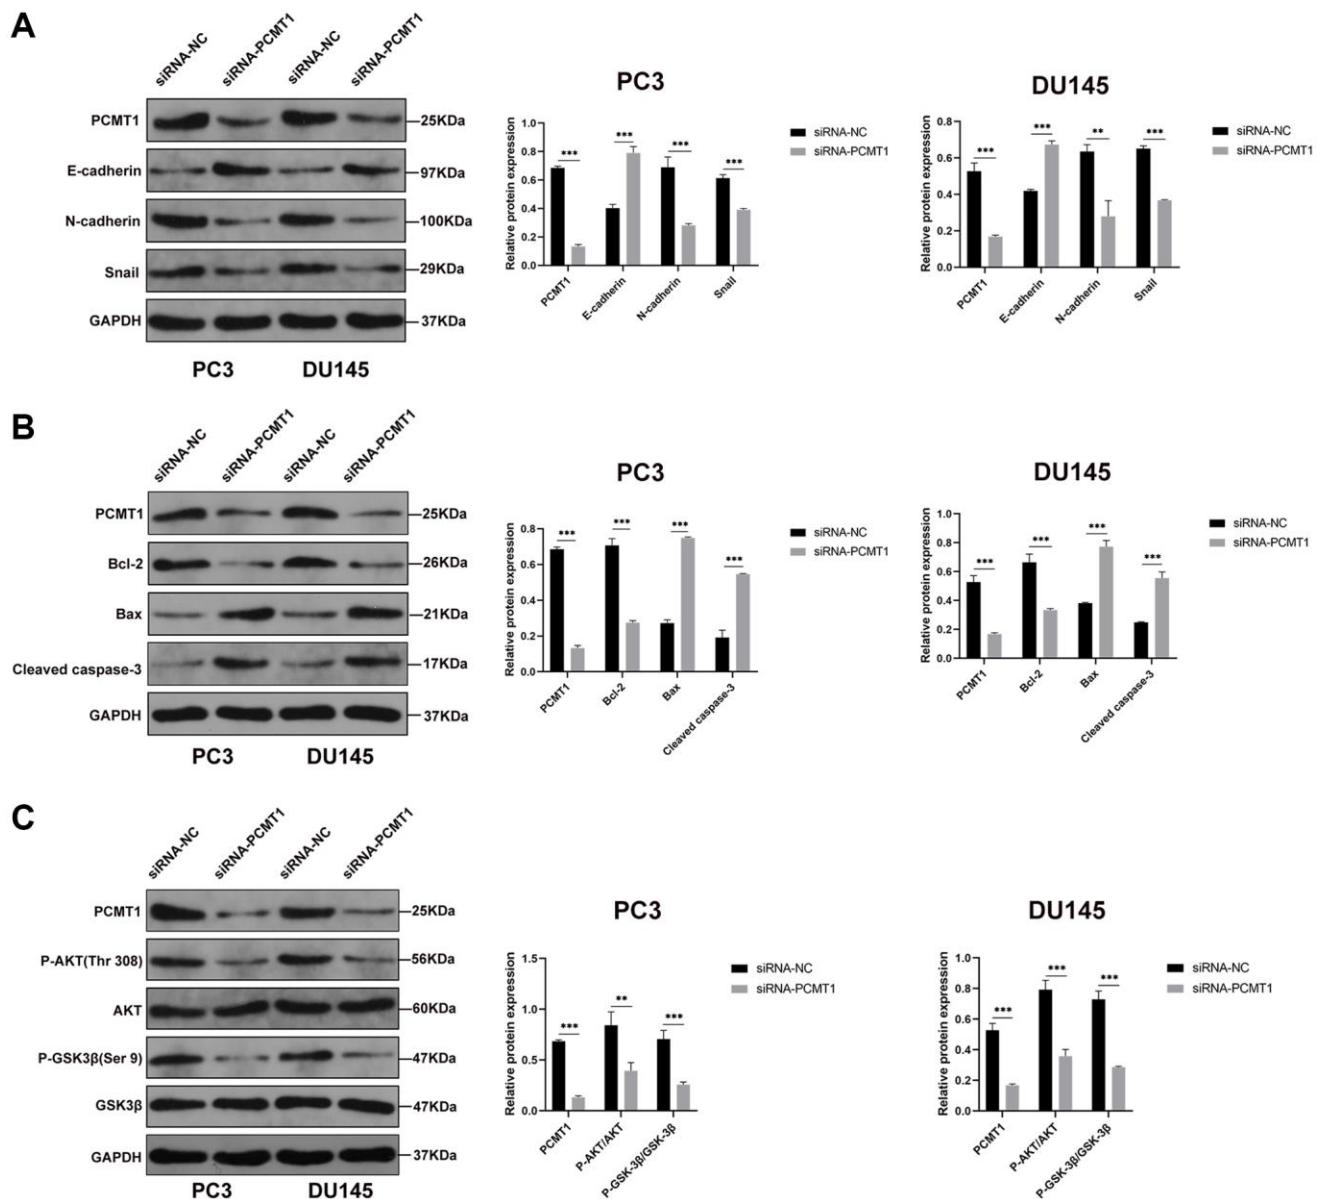 A
siRNA-NC
siRNA-PCMT1
siRNA-NC
siRNA-PCMT1
PCMT1
25KDa
E-cadherin
97KDa
N-cadherin
100KDa
Snail
29KDa
GAPDH
37KDa
PC3 DU145
PC3
Relative protein expression
1.0
0.8
0.6
0.4
0.2
0.0
***
***
***
***
PCMT1
E-cadherin
N-cadherin
Snail
siRNA-NC
siRNA-PCMT1
DU145
Relative protein expression
0.8
0.6
0.4
0.2
0.0
***
***
**
***
PCMT1
E-cadherin
N-cadherin
Snail
siRNA-NC
siRNA-PCMT1
B
siRNA-NC
siRNA-PCMT1
siRNA-NC
siRNA-PCMT1
PCMT1
25KDa
Bcl-2
26KDa
Bax
21KDa
Cleaved caspase-3
17KDa
GAPDH
37KDa
PC3 DU145
PC3
Relative protein expression
0.8
0.6
0.4
0.2
0.0
***
***
***
***
PCMT1
Bcl-2
Bax
Cleaved caspase-3
siRNA-NC
siRNA-PCMT1
DU145
Relative protein expression
1.0
0.8
0.6
0.4
0.2
0.0
***
***
***
***
PCMT1
Bcl-2
Bax
Cleaved caspase-3
siRNA-NC
siRNA-PCMT1
C
siRNA-NC
siRNA-PCMT1
siRNA-NC
siRNA-PCMT1
PCMT1
25KDa
P-AKT(Thr 308)
56KDa
AKT
60KDa
P-GSK3β(Ser 9)
47KDa
GSK3β
47KDa
GAPDH
37KDa
PC3 DU145
PC3
Relative protein expression
1.5
1.0
0.5
0.0
***
**
***
PCMT1
P-AKT/AKT
P-GSK-3β/GSK-3β
siRNA-NC
siRNA-PCMT1
DU145
Relative protein expression
1.0
0.8
0.6
0.4
0.2
0.0
***
***
***
PCMT1
P-AKT/AKT
P-GSK-3β/GSK-3β
siRNA-NC
siRNA-PCMT1